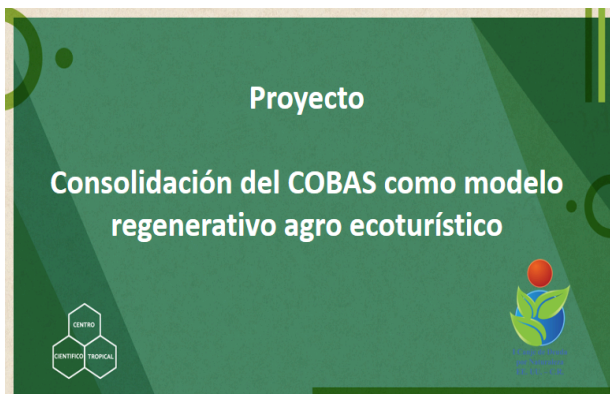 Proyecto
Consolidación del COBAS como modelo
regenerativo agro ecoturístico
CENTRO
CIENTIFICO TROPICAL